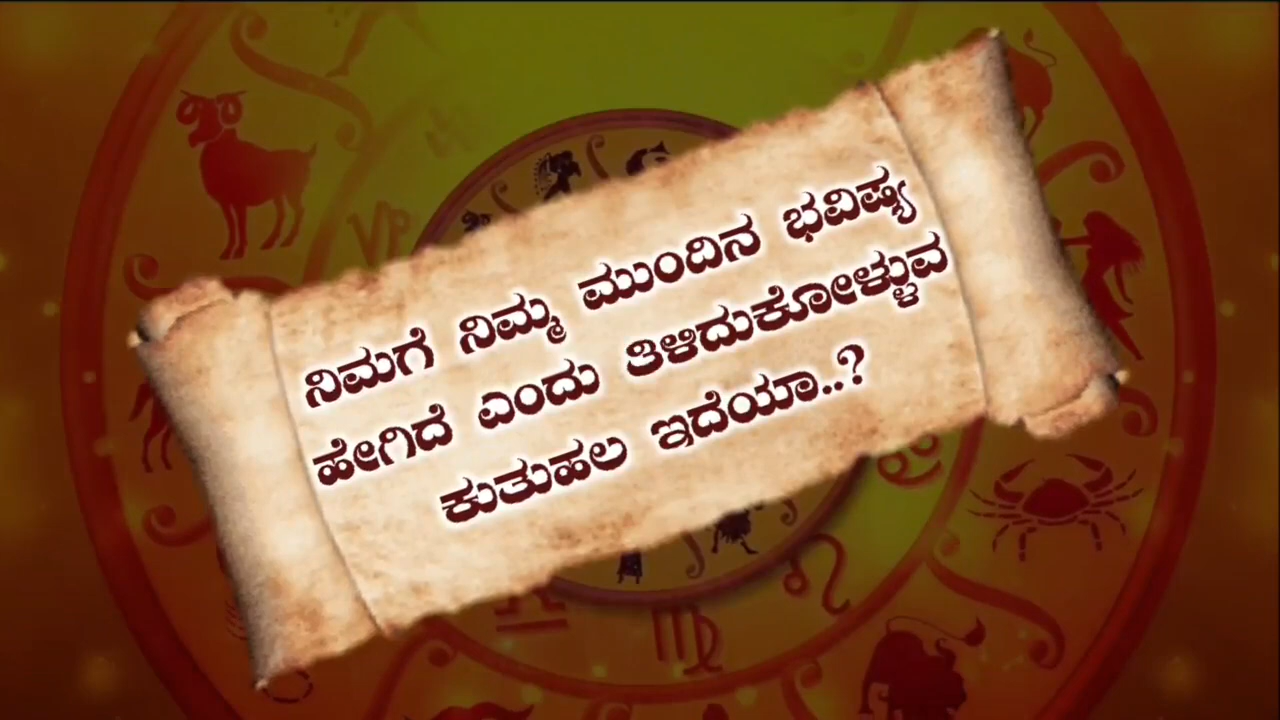 ನಿಮಗೆ ನಿಮ್ಮ ಮುಂದಿನ ಭವಿಷ್ಯ
ಹೇಗಿದೆ ಎಂದು ತಿಳಿದುಕೋಳ್ಳುವ
ಕುತುಹಲ ಇದೆಯಾ..?